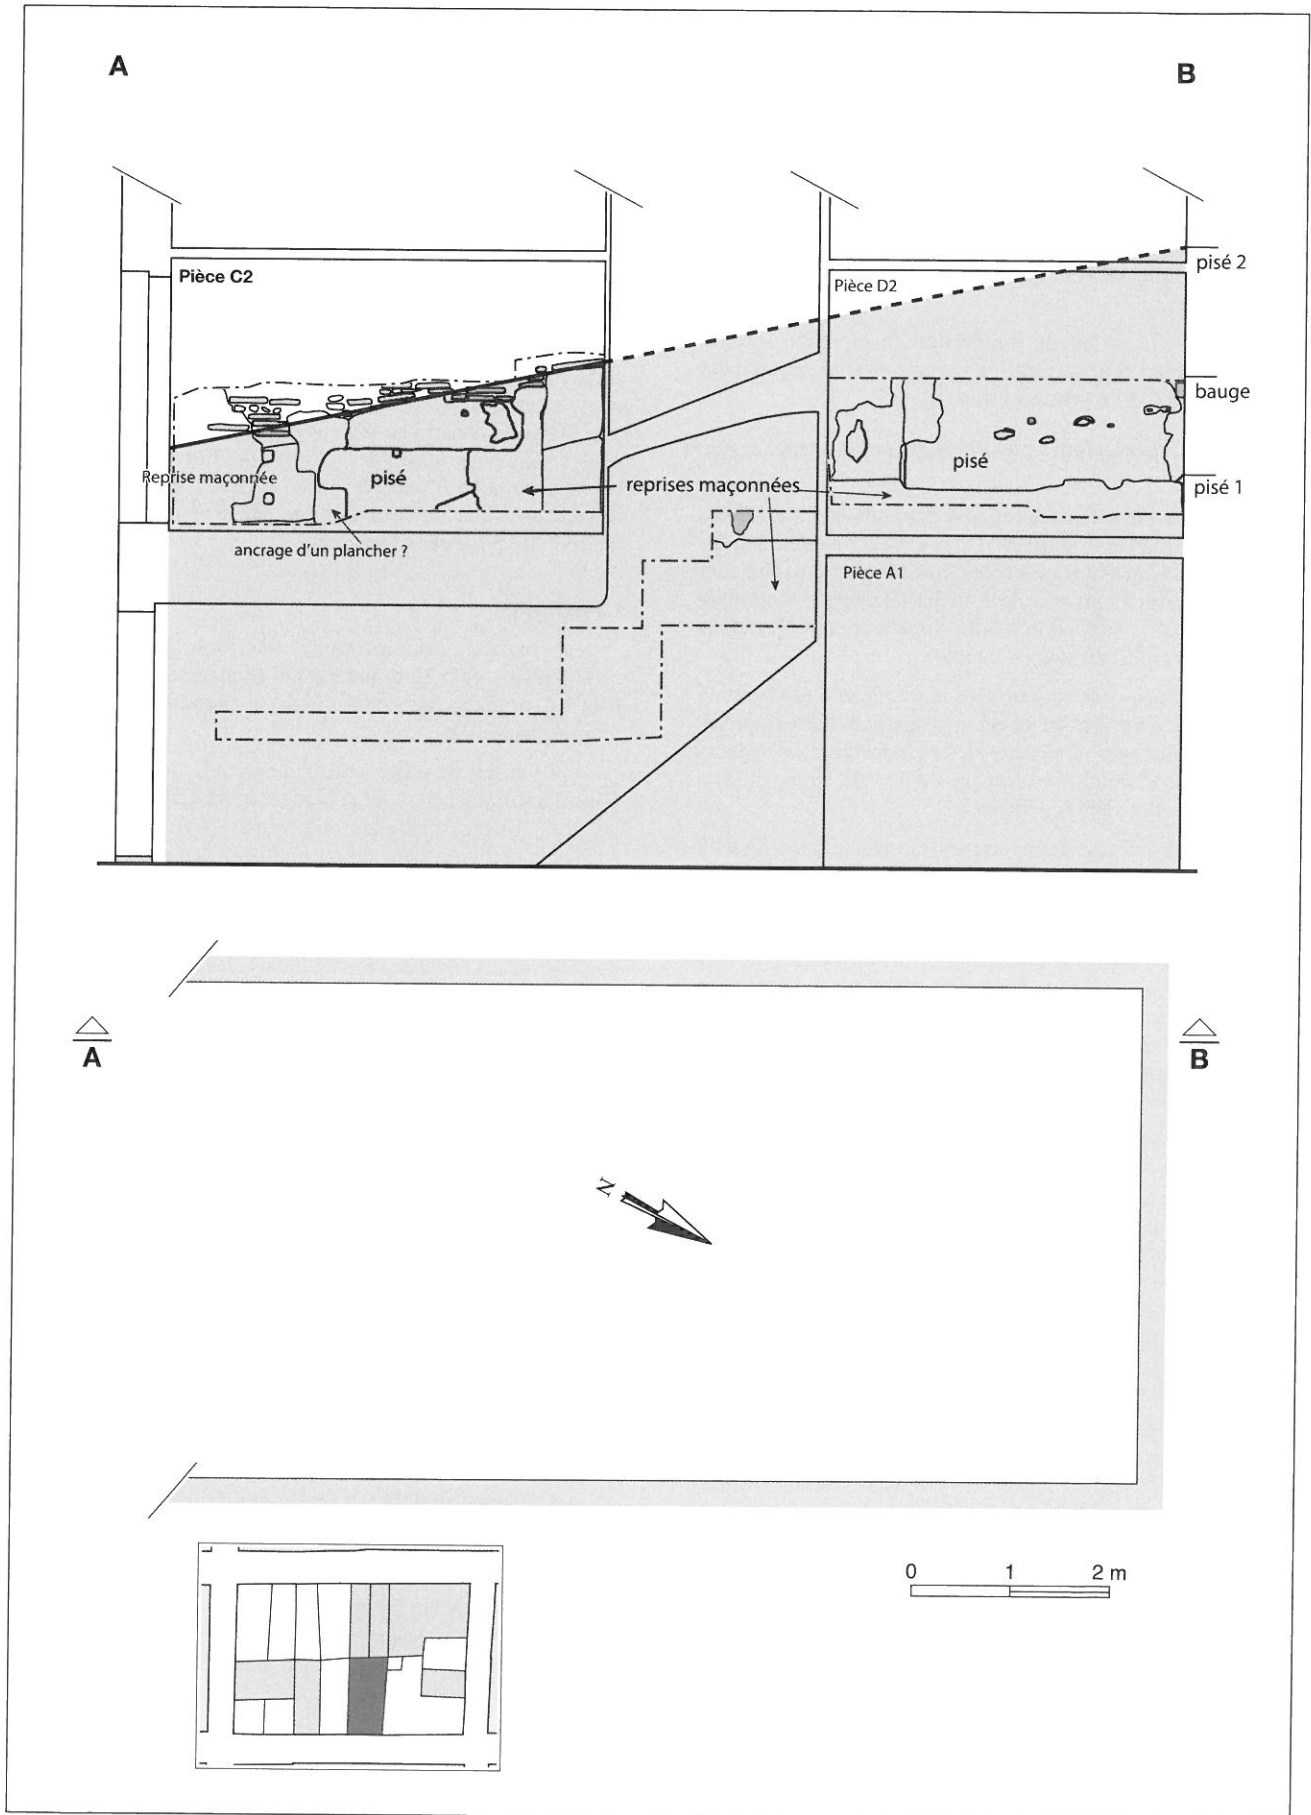 A
B
Pièce C2
Pièce D2
pisé 2
bauge
pisé 1
Reprise maçonnée
pisé
reprises maçonnées
pisé
ancrage d'un plancher ?
Pièce A1
A
B
N
0 1 2 m